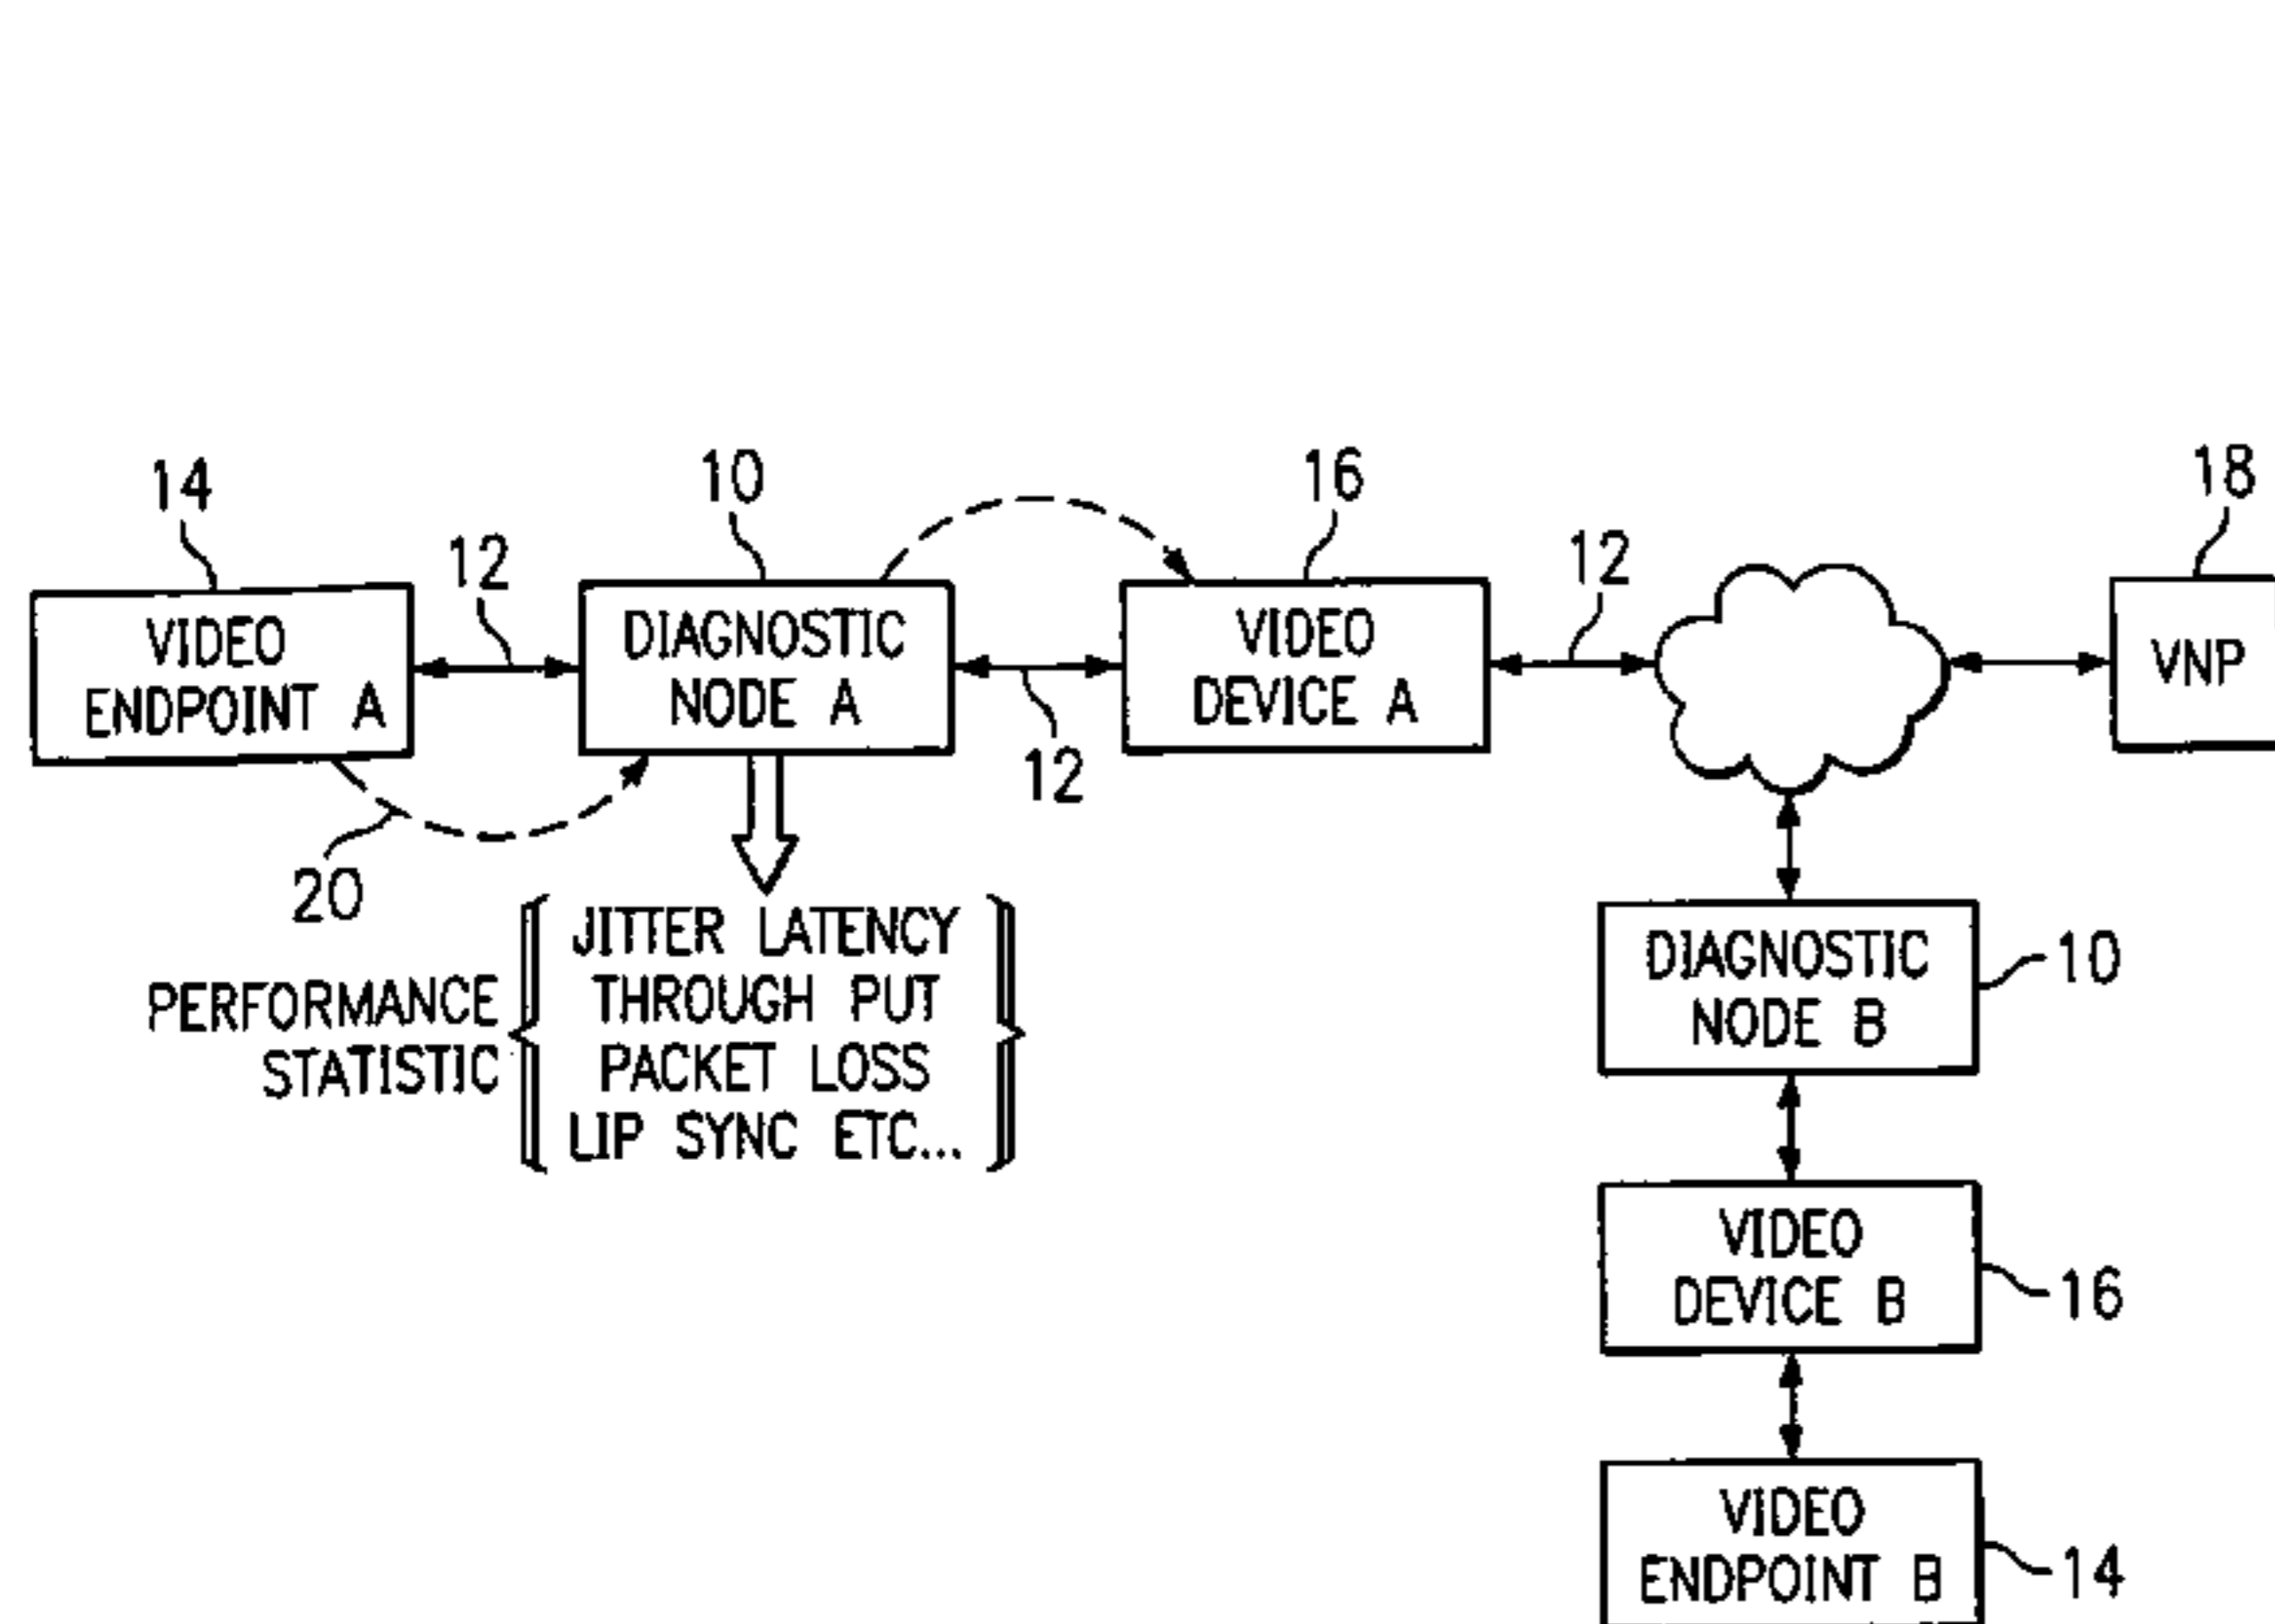 14
12
10
16
12
18
VIDEO
ENDPOINT A
DIAGNOSTIC
NODE A
VIDEO
DEVICE A
VNP
12
20
PERFORMANCE
STATISTIC
JITTER LATENCY
THROUGH PUT
PACKET LOSS
LIP SYNC ETC...
DIAGNOSTIC
NODE B
10
VIDEO
DEVICE B
16
VIDEO
ENDPOINT B
14